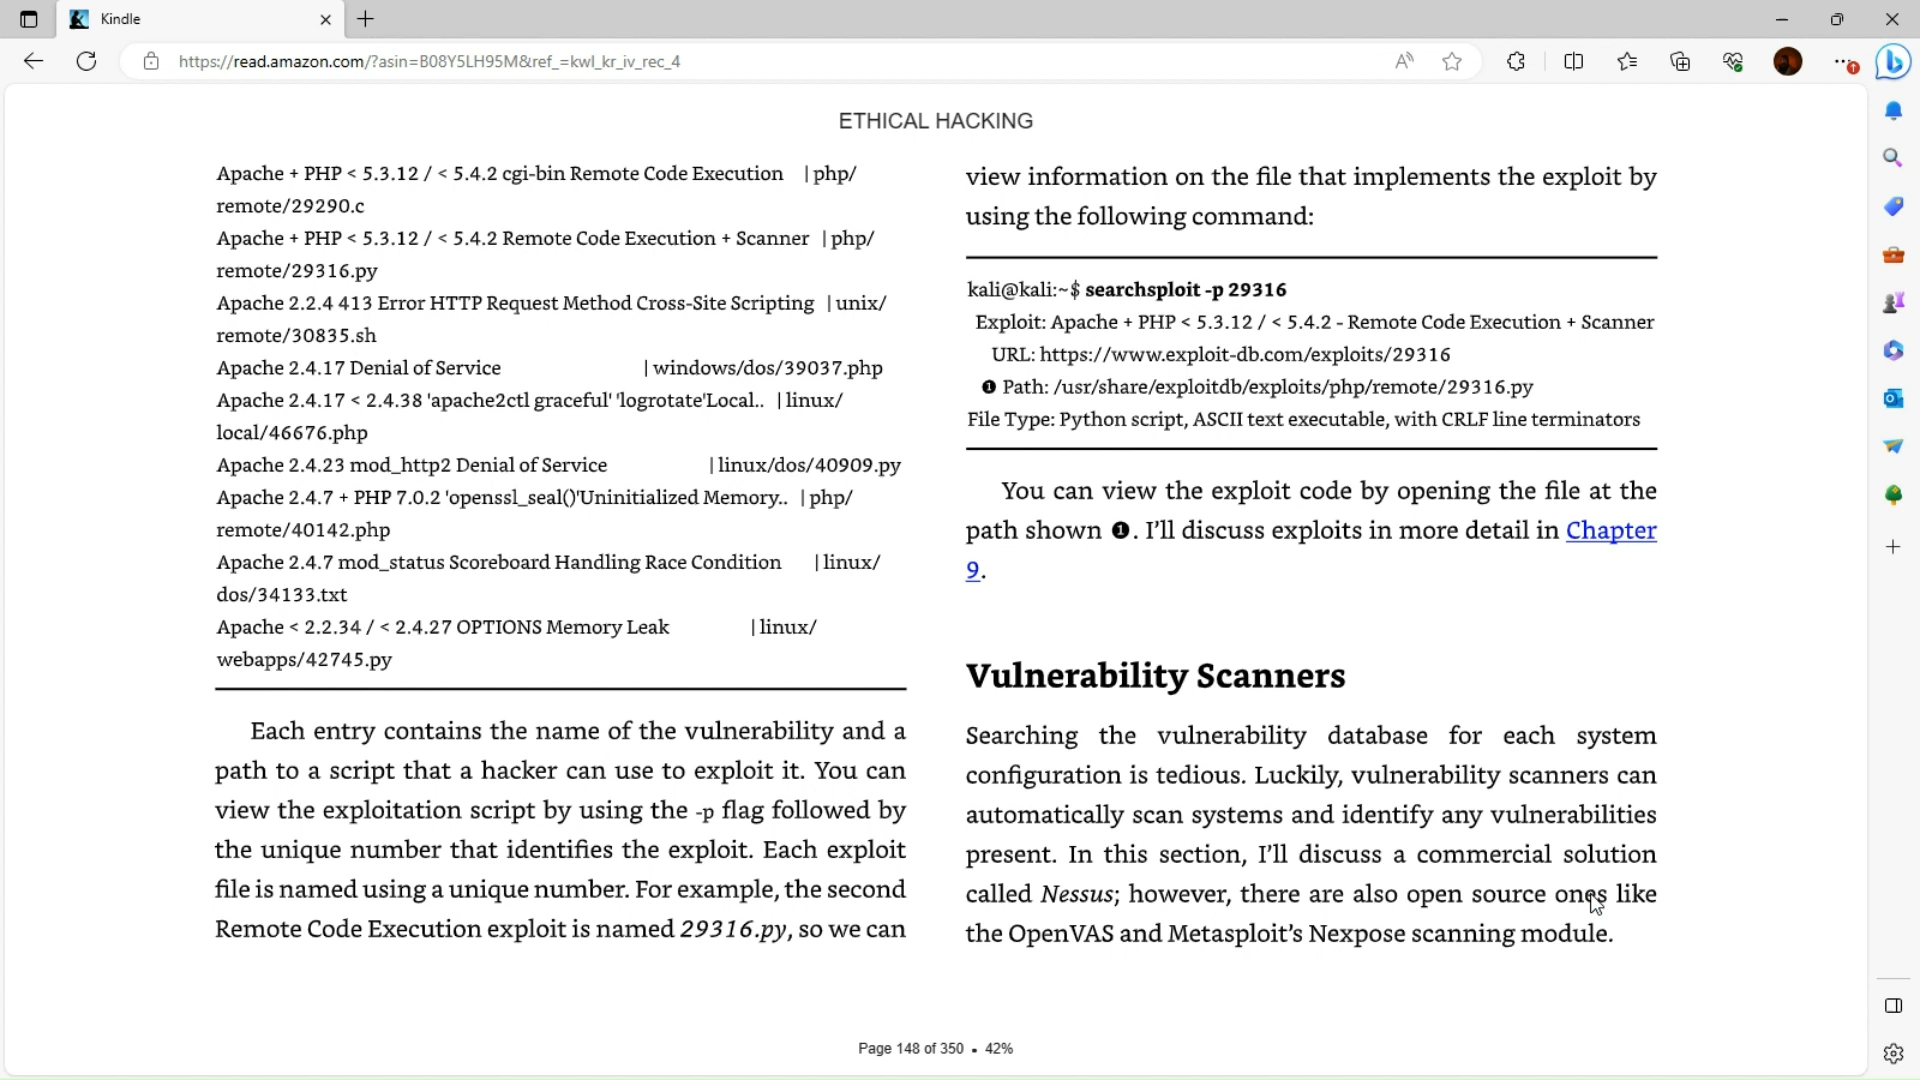 Kindle
https://read.amazon.com/?asin=B08Y5LH95M&ref_=kwl_kr_iv_rec_4
ETHICAL HACKING
Apache + PHP < 5.3.12 / < 5.4.2 cgi-bin Remote Code Execution | php/
remote/29290.c
Apache + PHP < 5.3.12 / < 5.4.2 Remote Code Execution + Scanner | php/
remote/29316.py
Apache 2.2.4 413 Error HTTP Request Method Cross-Site Scripting | unix/
remote/30835.sh
Apache 2.4.17 Denial of Service | windows/dos/39037.php
Apache 2.4.17 < 2.4.38 'apache2ctl graceful' 'logrotate'Local.. | linux/
local/46676.php
Apache 2.4.23 mod_http2 Denial of Service | linux/dos/40909.py
Apache 2.4.7 + PHP 7.0.2 'openssl_seal()'Uninitialized Memory.. | php/
remote/40142.php
Apache 2.4.7 mod_status Scoreboard Handling Race Condition | linux/
dos/34133.txt
Apache < 2.2.34 / < 2.4.27 OPTIONS Memory Leak | linux/
webapps/42745.py
Each entry contains the name of the vulnerability and a
path to a script that a hacker can use to exploit it. You can
view the exploitation script by using the -p flag followed by
the unique number that identifies the exploit. Each exploit
file is named using a unique number. For example, the second
Remote Code Execution exploit is named 29316.py, so we can
view information on the file that implements the exploit by
using the following command:
kali@kali:~$ searchsploit -p 29316
Exploit: Apache + PHP < 5.3.12 / < 5.4.2 - Remote Code Execution + Scanner
URL: https://www.exploit-db.com/exploits/29316
❶ Path: /usr/share/exploitdb/exploits/php/remote/29316.py
File Type: Python script, ASCII text executable, with CRLF line terminators
You can view the exploit code by opening the file at the
path shown ❶. I’ll discuss exploits in more detail in Chapter
9.
Vulnerability Scanners
Searching the vulnerability database for each system
configuration is tedious. Luckily, vulnerability scanners can
automatically scan systems and identify any vulnerabilities
present. In this section, I’ll discuss a commercial solution
called Nessus; however, there are also open source ones like
the OpenVAS and Metasploit’s Nexpose scanning module.
Page 148 of 350 • 42%